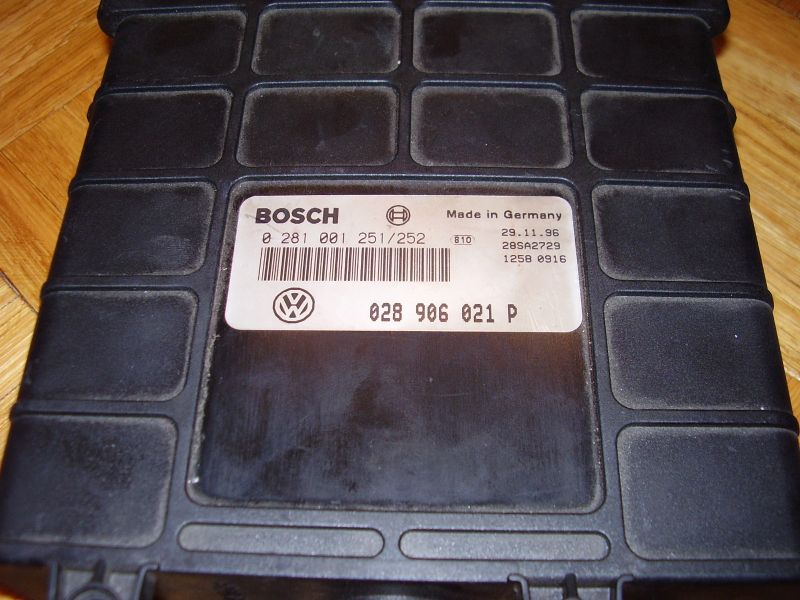 BOSCH Made in Germany
0 281 001 251/252 810 29.11.96
28SA2729
1258 0916
VW
028 906 021 P